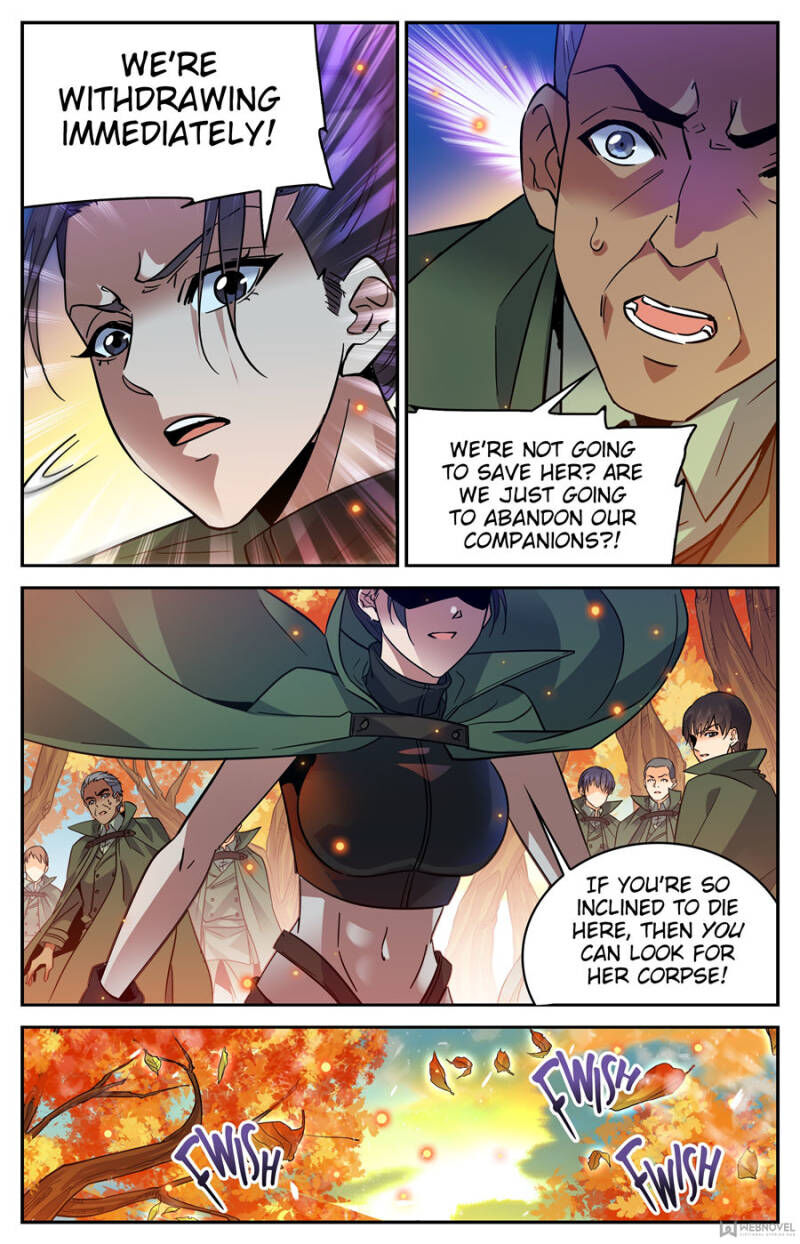 WE'RE
WITHDRAWING
IMMEDIATELY!
WE'RE NOT GOING
TO SAVE HER? ARE
WE JUST GOING
TO ABANDON OUR
COMPANIONS?!
IF YOU'RE SO
INCLINED TO DIE
HERE, THEN YOU
CAN LOOK FOR
HER CORPSE!
FWISH
FWISH
FWISH
WEBNOVEL